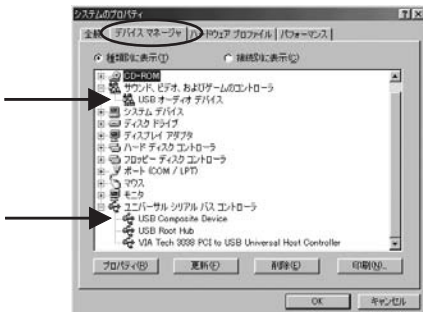 システムのプロパティ
全般 デバイス マネージャ ハードウェア プロファイル パフォーマンス
種類別に表示(T) 接続別に表示(C)
CD-ROM
サウンド、ビデオ、およびゲームのコントローラ
USB オーディオ デバイス
システム デバイス
ディスク ドライブ
ディスプレイ アダプタ
ハード ディスク コントローラ
フロッピー ディスク コントローラ
ポート (COM / LPT)
マウス
モニタ
ユニバーサル シリアル バス コントローラ
USB Composite Device
USB Root Hub
VIA Tech 3038 PCI to USB Universal Host Controller
プロパティ(R) 更新(F) 削除(E) 印刷(N)...
OK キャンセル